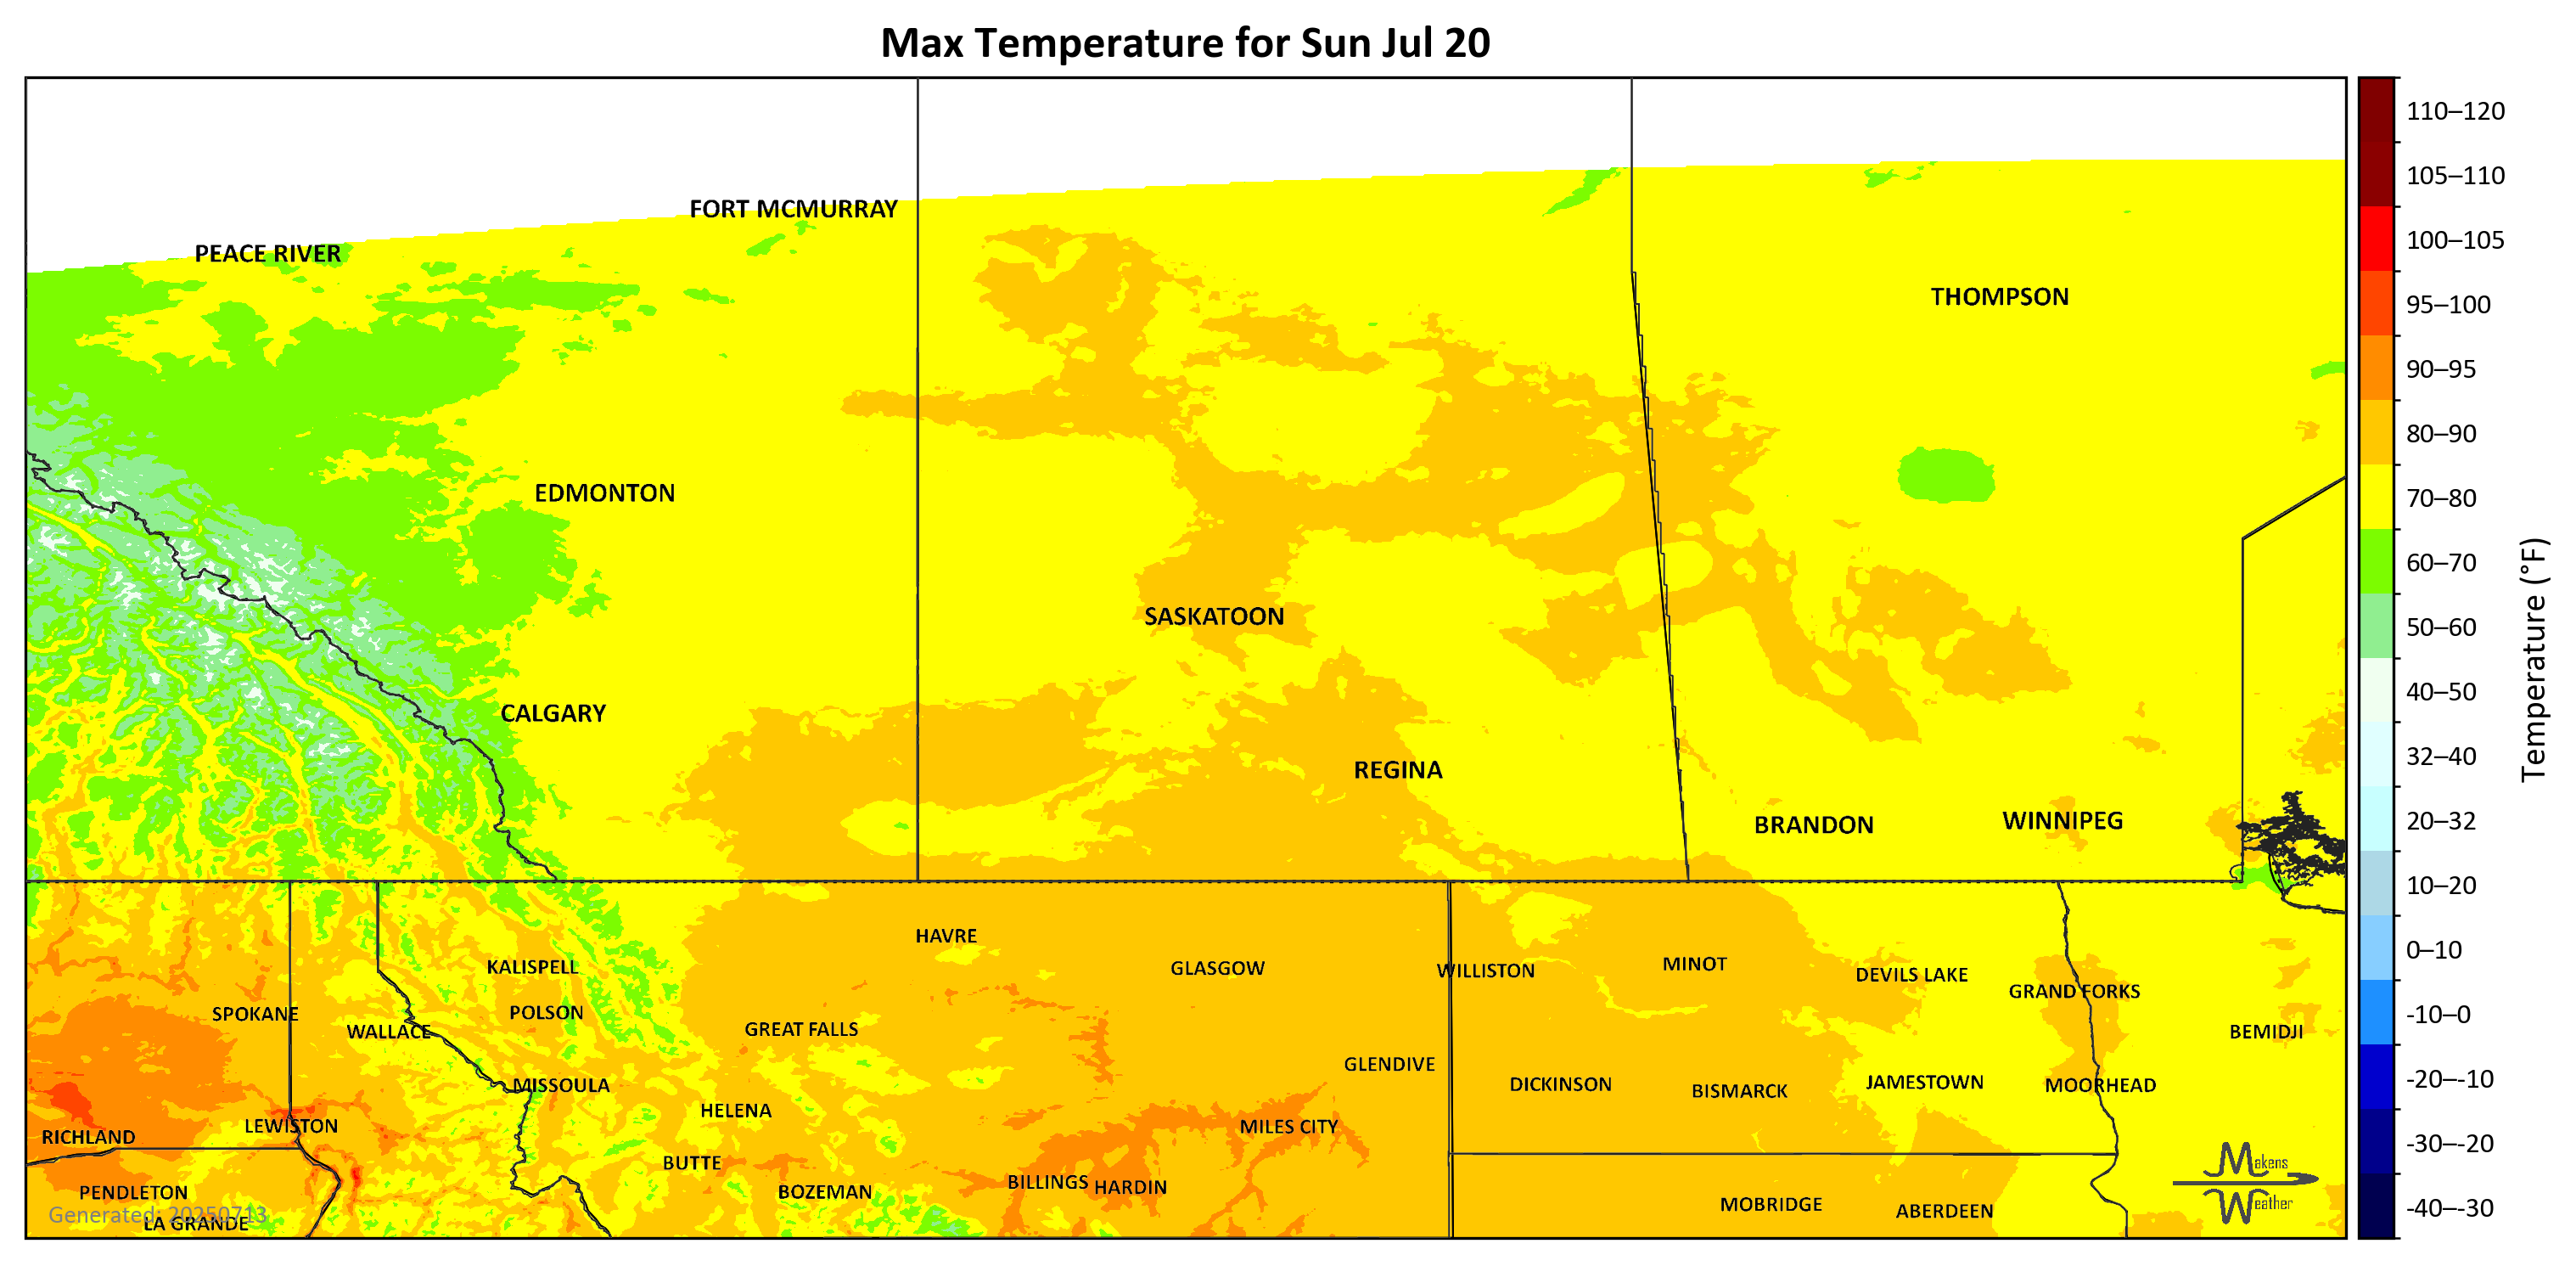 Max Temperature for Sun Jul 20
FORT MCMURRAY
PEACE RIVER
THOMPSON
EDMONTON
SASKATOON
CALGARY
REGINA
BRANDON
WINNIPEG
HAVRE
KALISPELL
GLASGOW
WILLISTON
MINOT
DEVILS LAKE
GRAND FORKS
SPOKANE
POLSON
WALLACE
GREAT FALLS
BEMIDJI
GLENDIVE
MISSOULA
DICKINSON
BISMARCK
JAMESTOWN
MOORHEAD
HELENA
LEWISTON
MILES CITY
RICHLAND
BUTTE
BILLINGS
HARDIN
PENDLETON
BOZEMAN
MOBRIDGE
ABERDEEN
LA GRANDE
Generated: 20250713
Makens
Weather
110–120
105–110
100–105
95–100
90–95
80–90
70–80
60–70
50–60
40–50
32–40
20–32
10–20
0–10
-10–0
-20–-10
-30–-20
-40–-30
Temperature (°F)